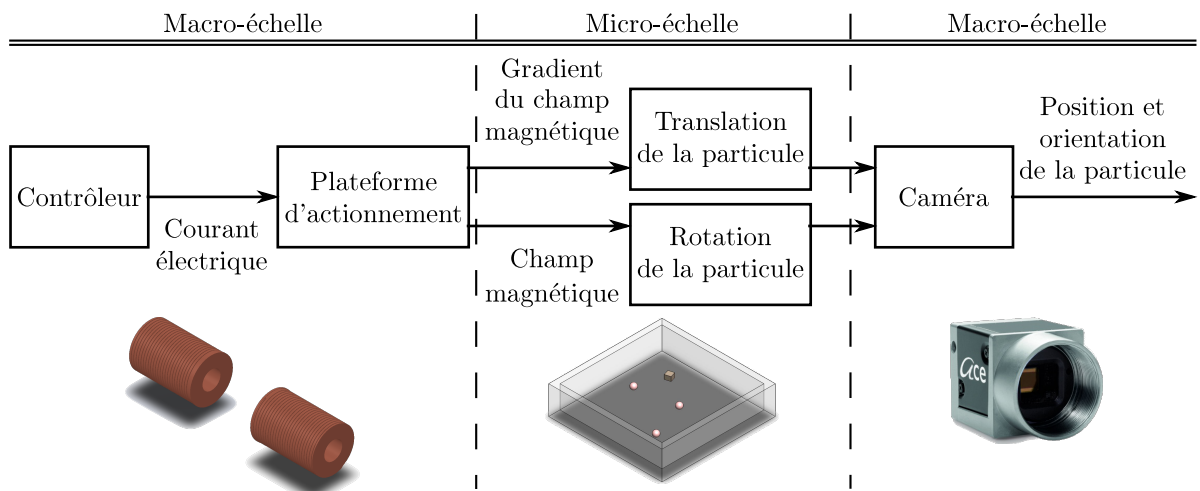 Macro-échelle
Micro-échelle
Macro-échelle
Contrôleur
Courant
électrique
Plateforme
d'actionnement
Gradient
du champ
magnétique
Champ
magnétique
Translation
de la particule
Rotation
de la particule
Caméra
Position et
orientation
de la particule
ace